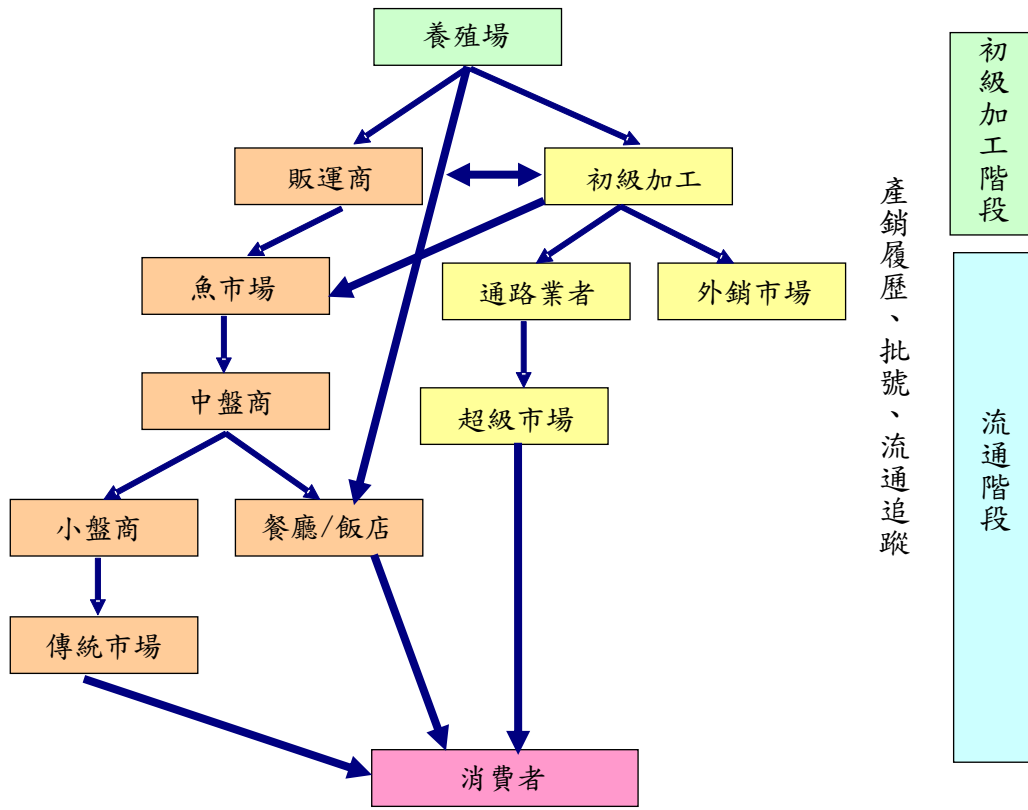 養殖場
販運商
初級加工
魚市場
通路業者
外銷市場
中盤商
超級市場
小盤商
餐廳/飯店
傳統市場
消費者
產銷履歷、批號、流通追蹤
初級加工階段
流通階段